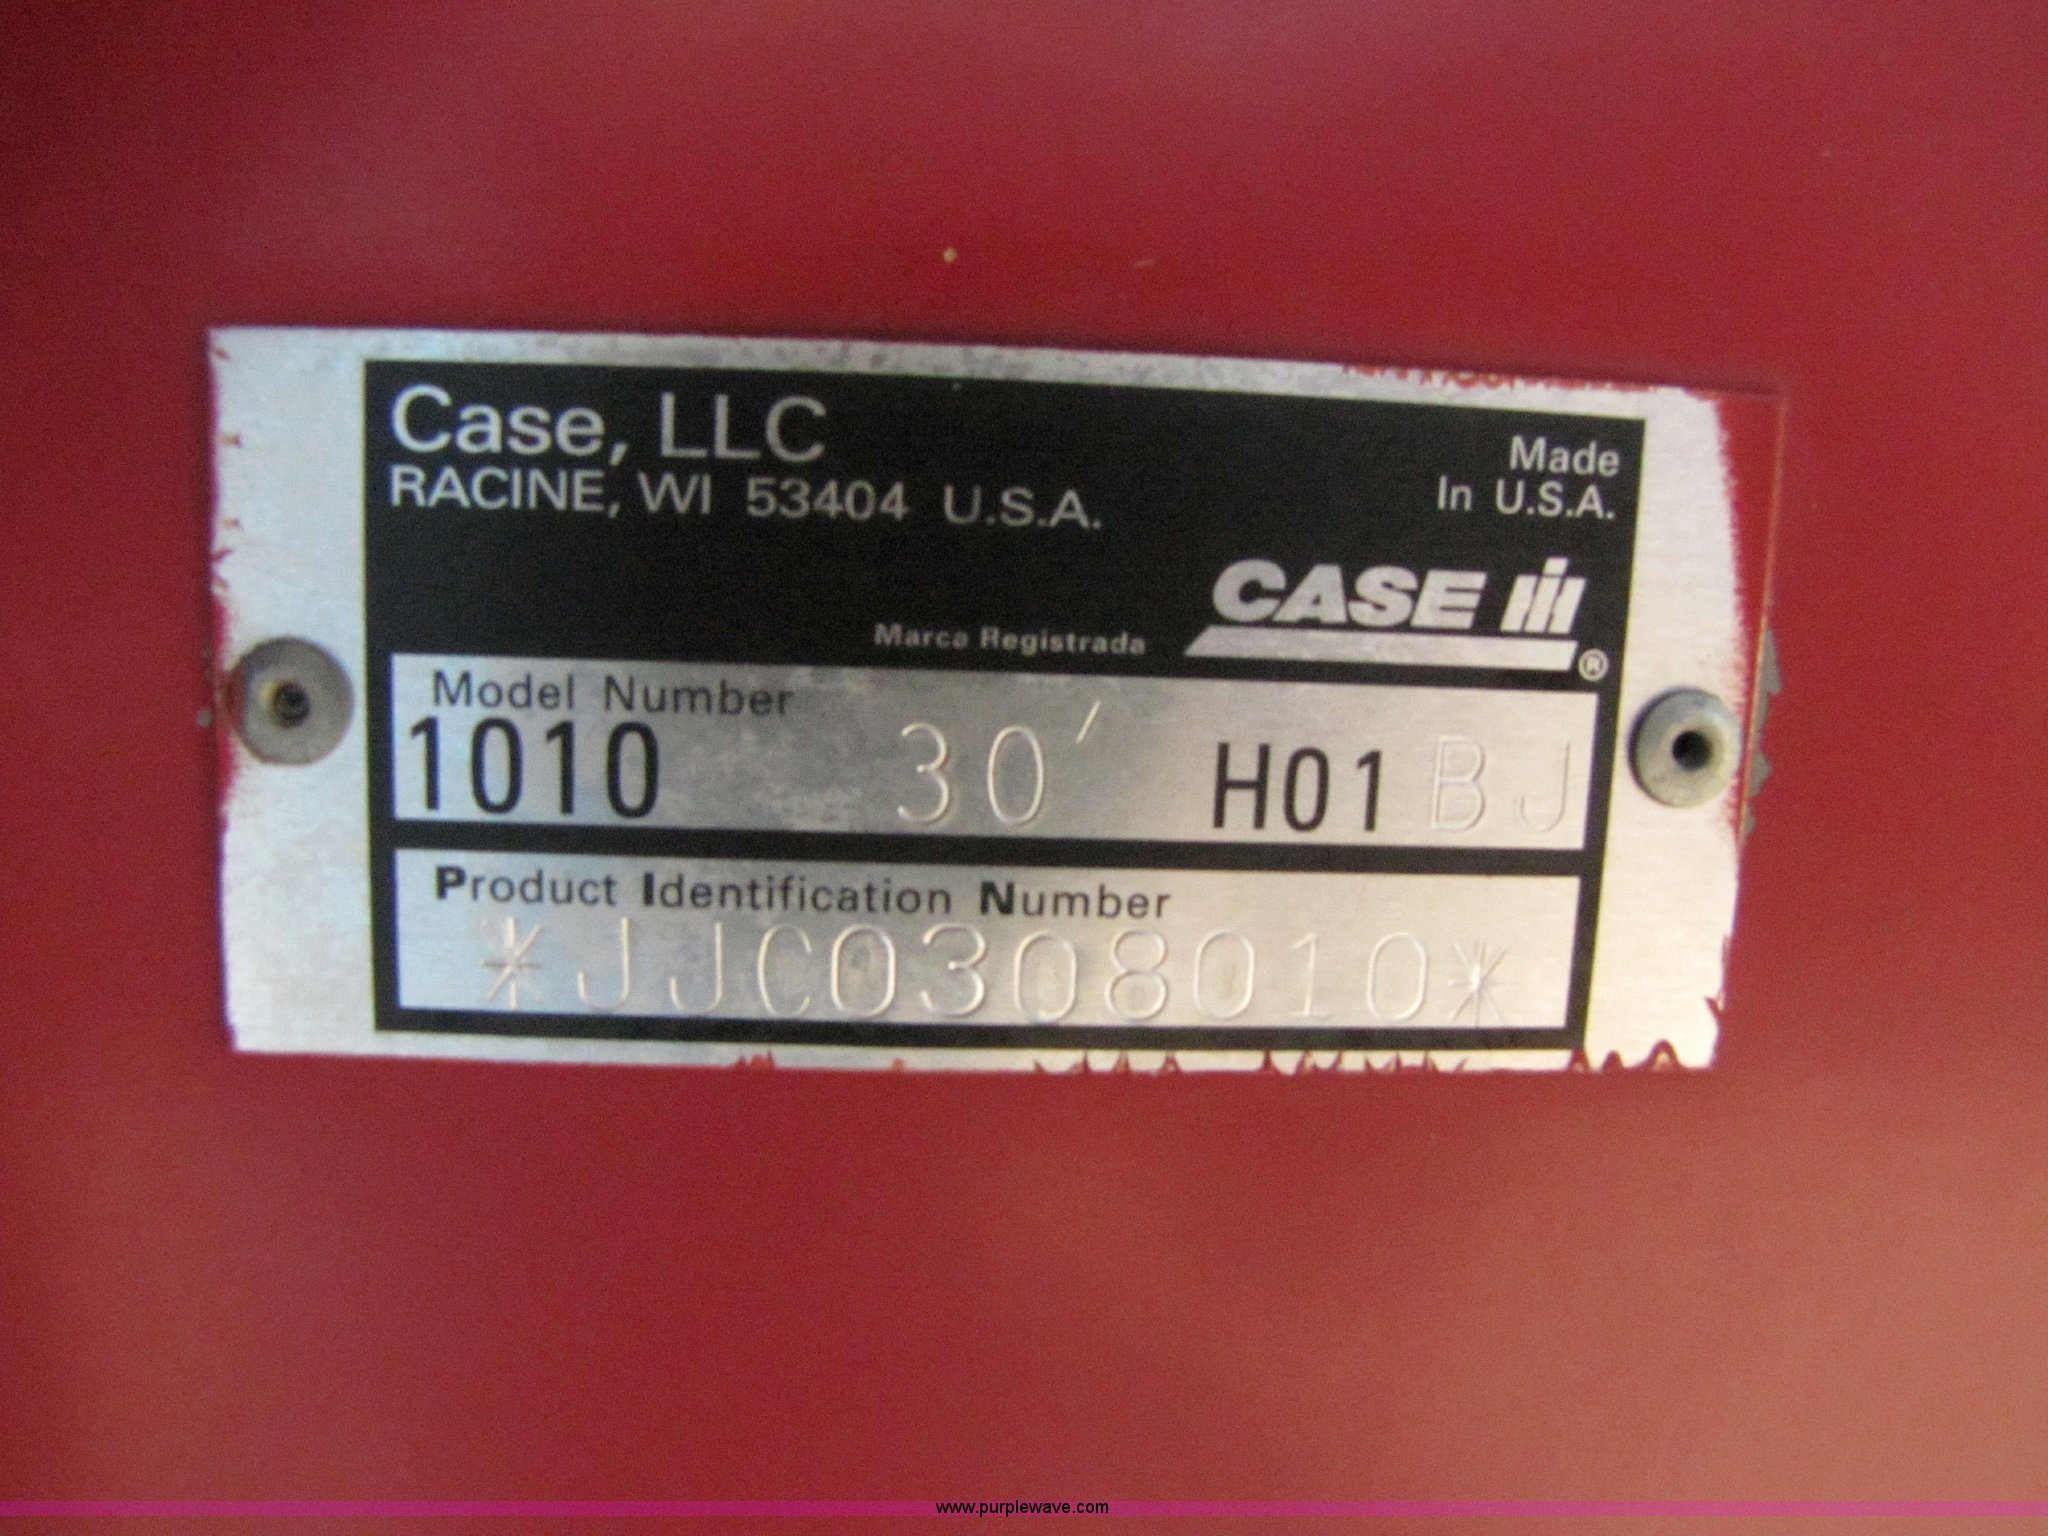 Case, LLC
RACINE, WI 53404 U.S.A.
Made
In U.S.A.
CASE IH
Marca Registrada ®
Model Number
1010 30' H01 BJ
Product Identification Number
*JJC0308010*
www.purplewave.com